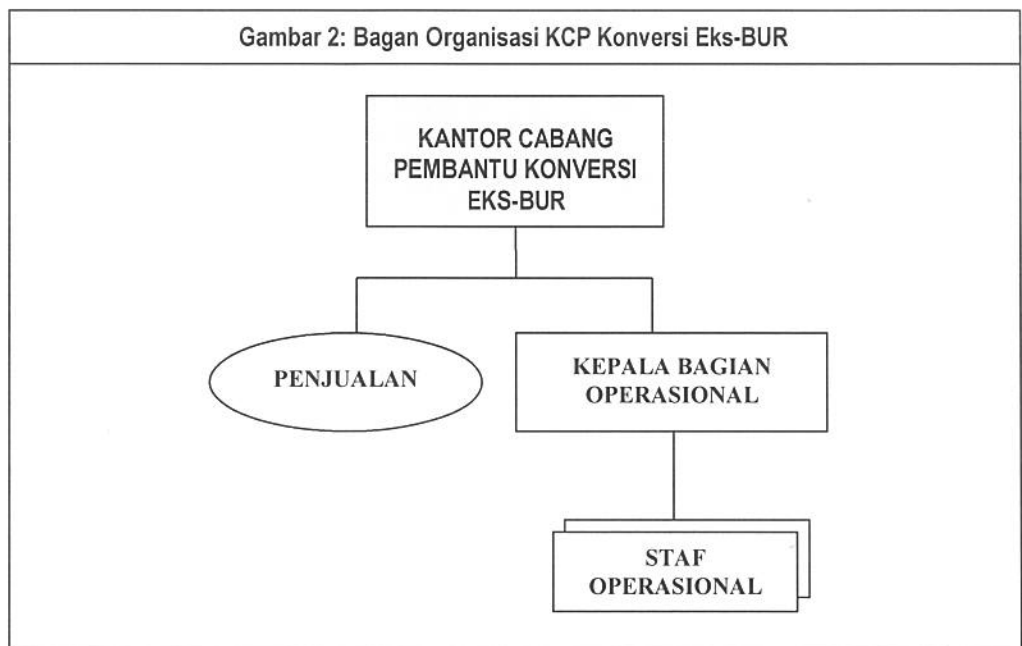 Gambar 2: Bagan Organisasi KCP Konversi Eks-BUR
KANTOR CABANG
PEMBANTU KONVERSI
EKS-BUR
PENJUALAN
KEPALA BAGIAN
OPERASIONAL
STAF
OPERASIONAL